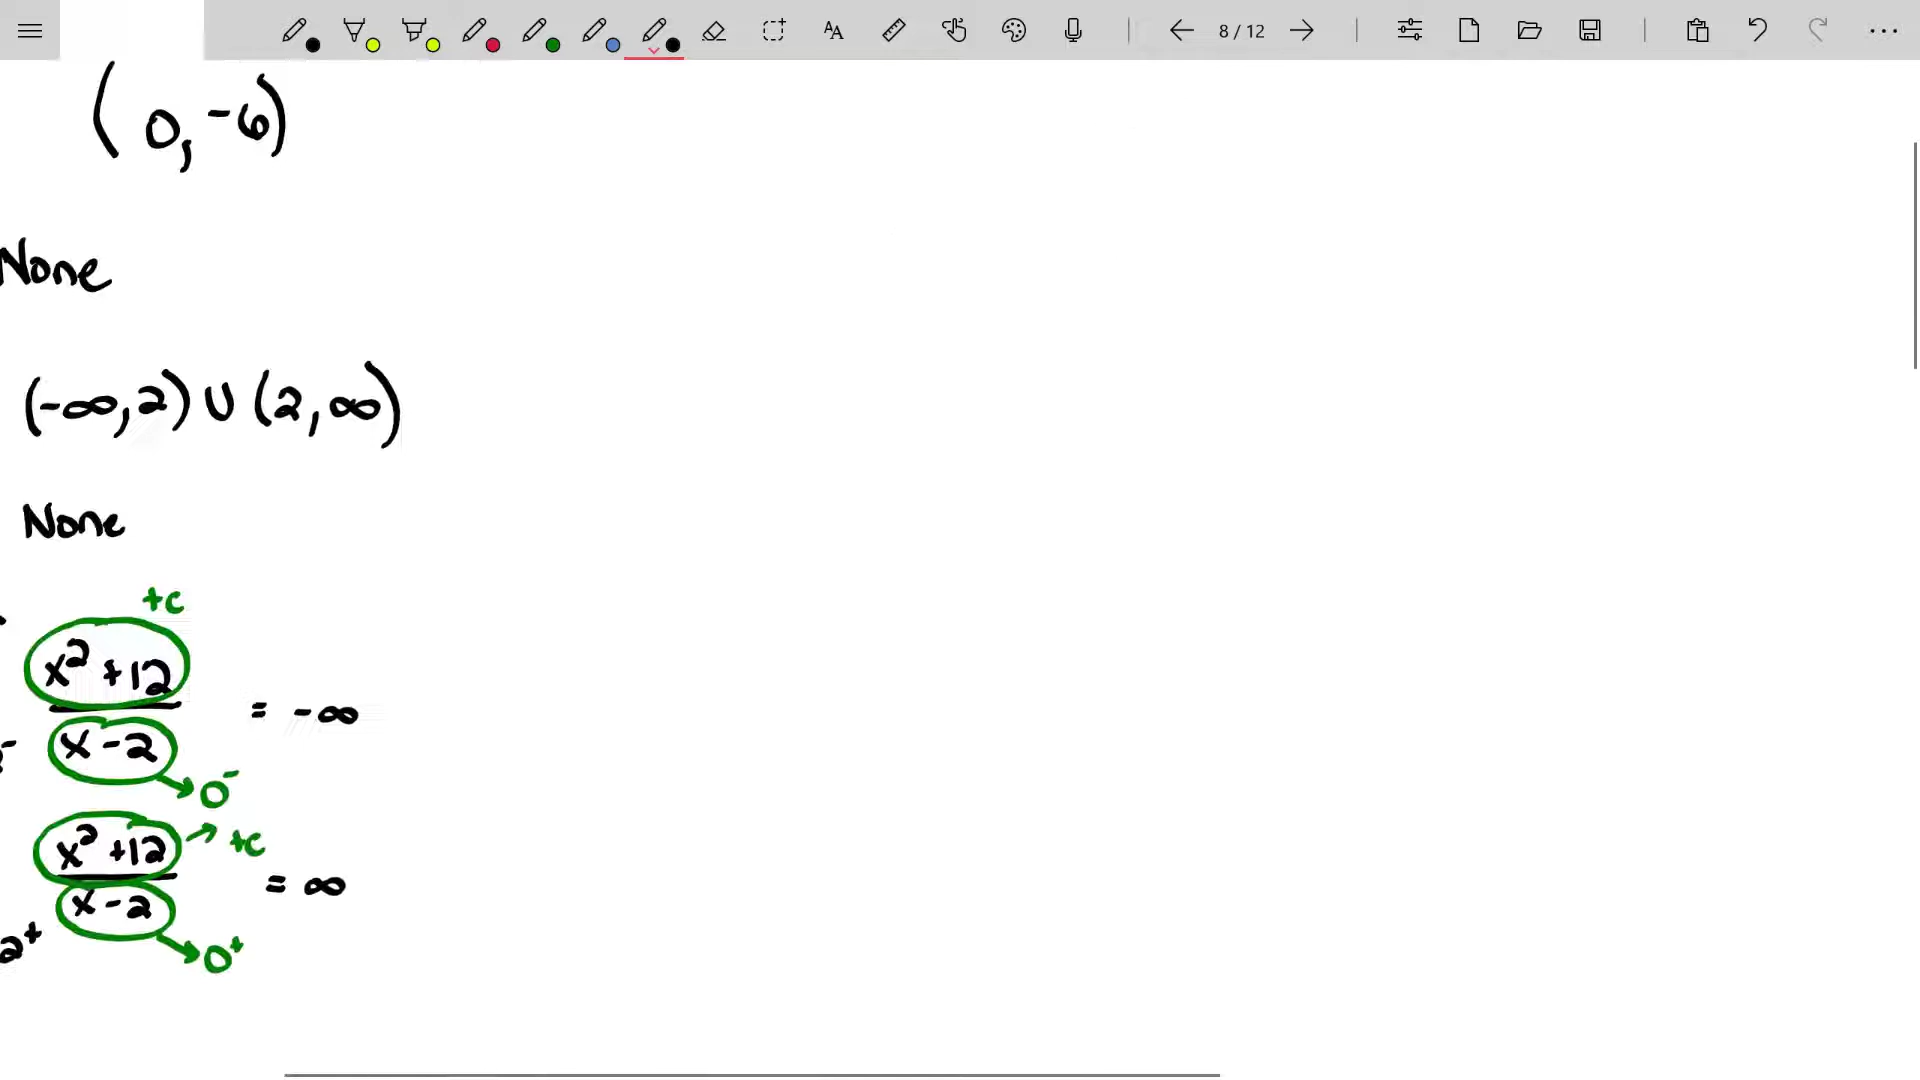 8 / 12
(0, -6)
None
(-∞, 2) ∪ (2, ∞)
None
+c
x² + 12
= -∞
x - 2
0⁻
x² + 12
+c
= ∞
x - 2
2⁺
0⁺